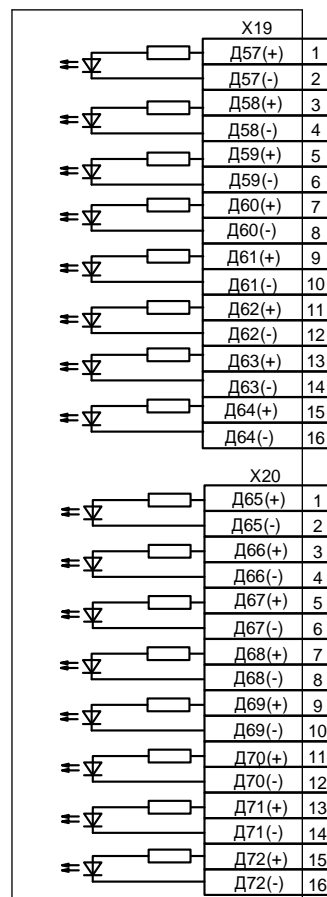 X19
Д57(+) 1
Д57(-) 2
Д58(+) 3
Д58(-) 4
Д59(+) 5
Д59(-) 6
Д60(+) 7
Д60(-) 8
Д61(+) 9
Д61(-) 10
Д62(+) 11
Д62(-) 12
Д63(+) 13
Д63(-) 14
Д64(+) 15
Д64(-) 16
X20
Д65(+) 1
Д65(-) 2
Д66(+) 3
Д66(-) 4
Д67(+) 5
Д67(-) 6
Д68(+) 7
Д68(-) 8
Д69(+) 9
Д69(-) 10
Д70(+) 11
Д70(-) 12
Д71(+) 13
Д71(-) 14
Д72(+) 15
Д72(-) 16